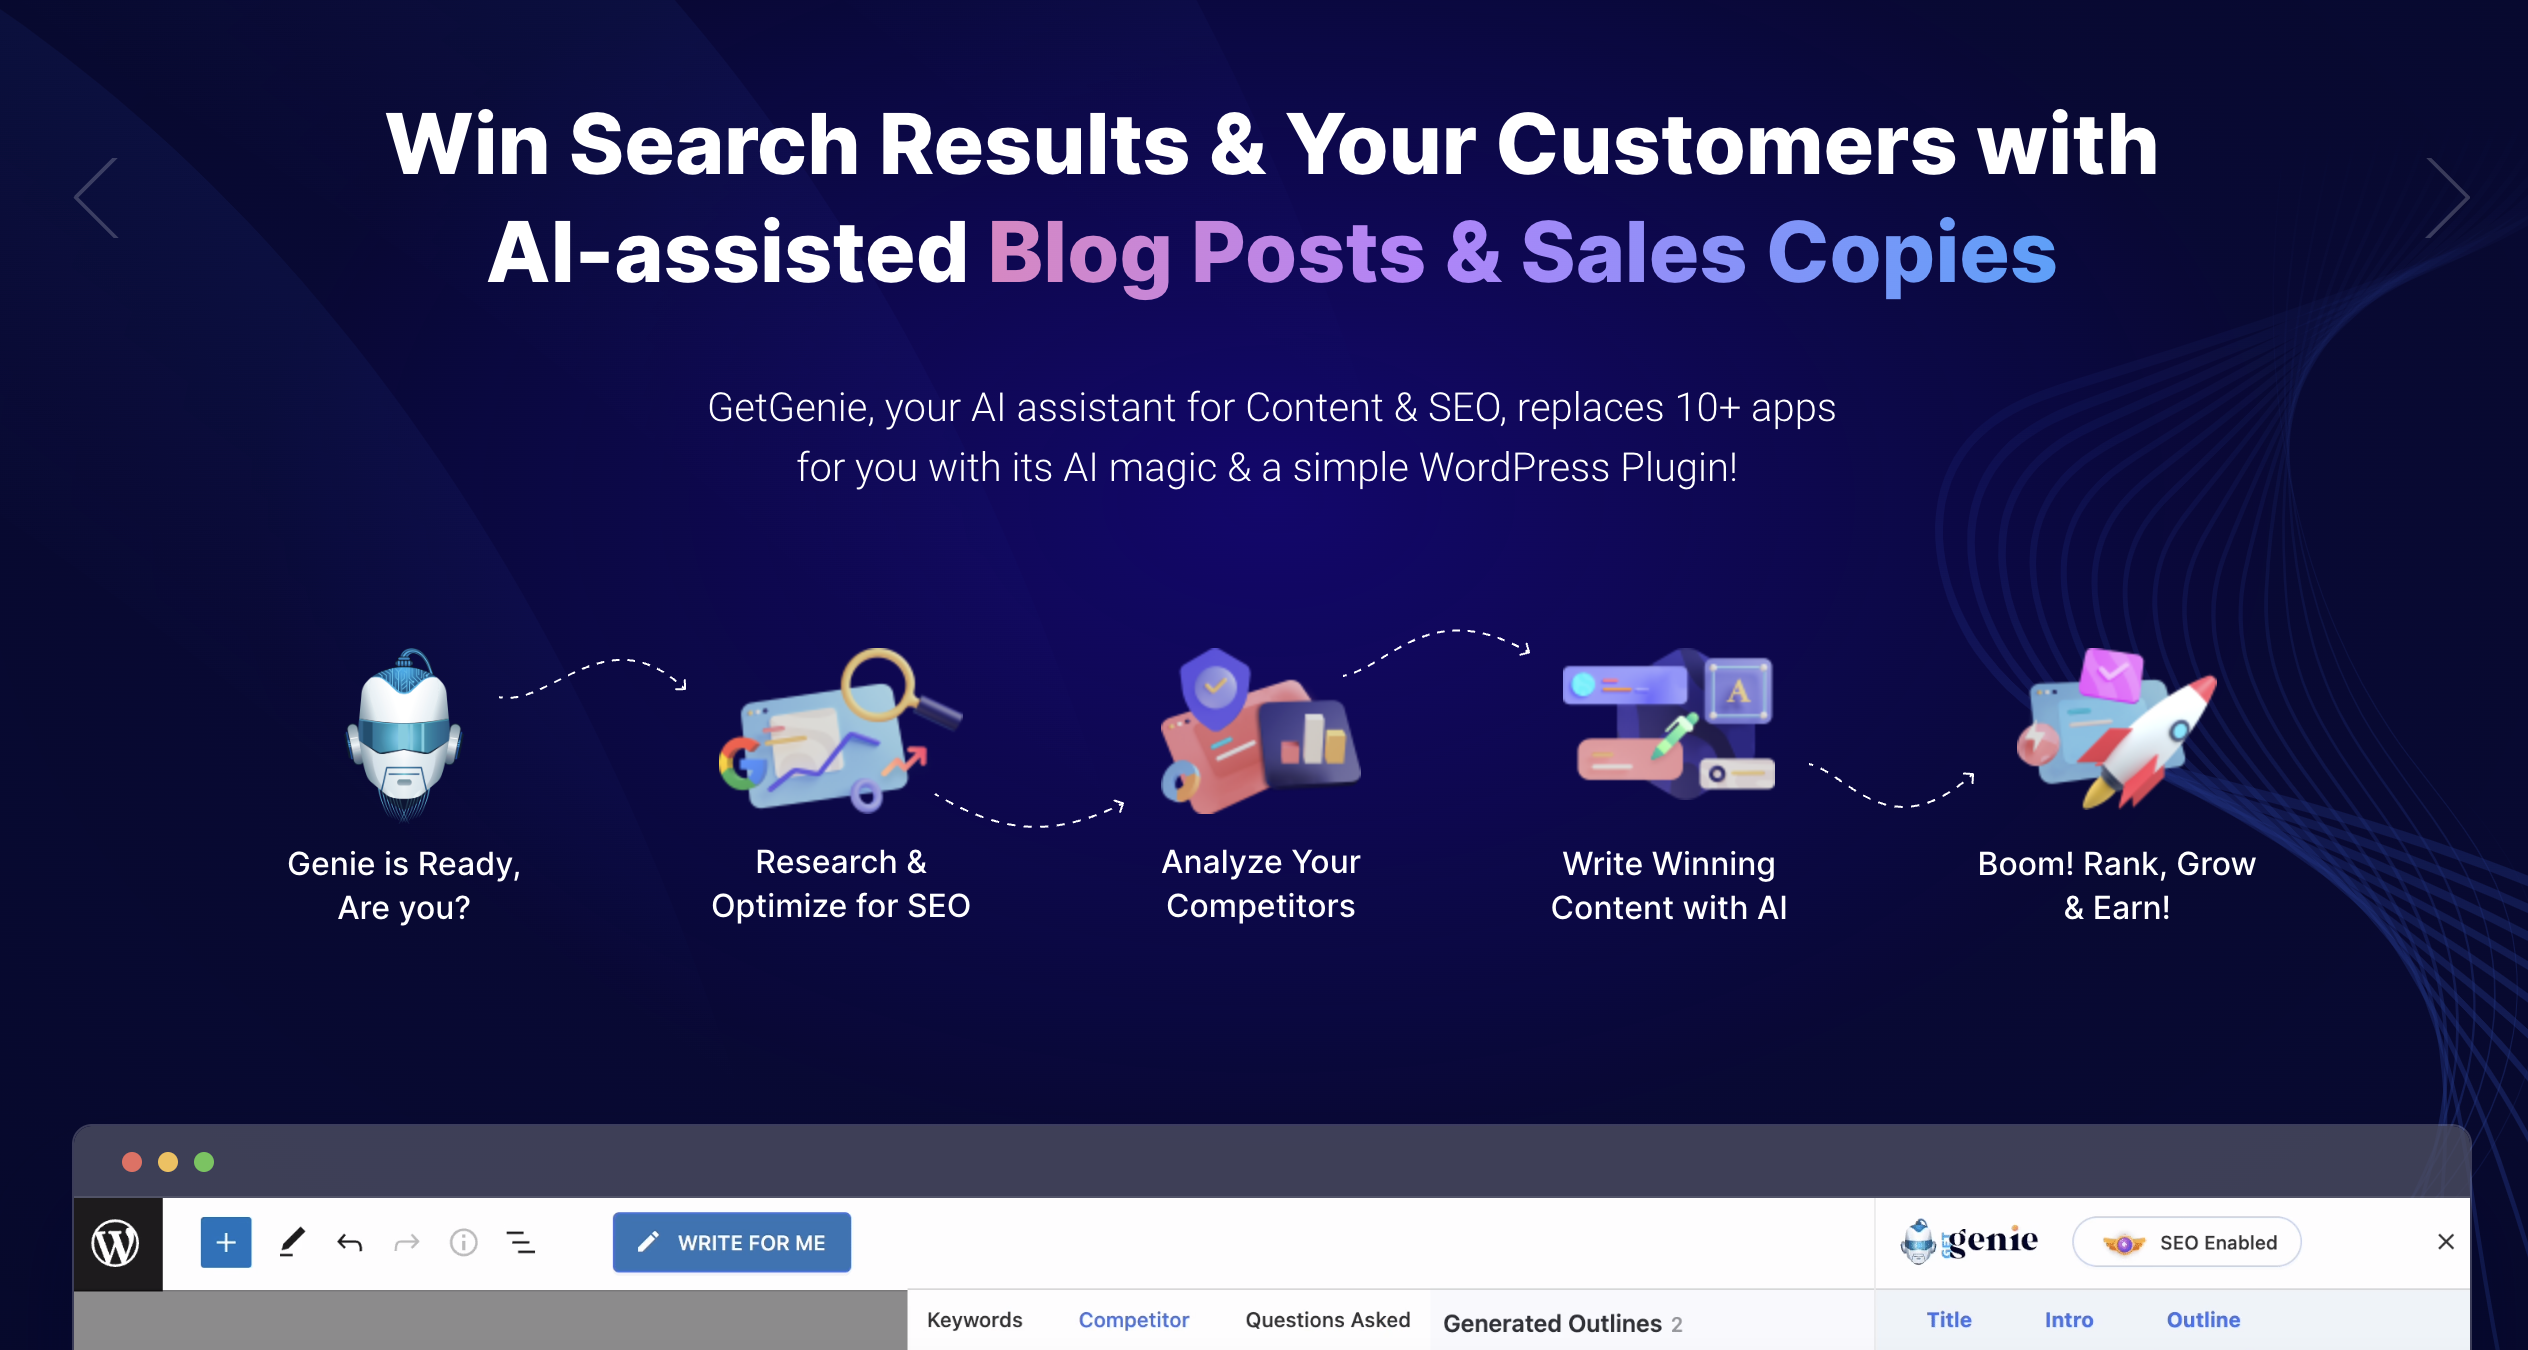 Win Search Results & Your Customers with
AI-assisted Blog Posts & Sales Copies
GetGenie, your AI assistant for Content & SEO, replaces 10+ apps
for you with its AI magic & a simple WordPress Plugin!
Genie is Ready,
Are you?
Research &
Optimize for SEO
Analyze Your
Competitors
A
Write Winning
Content with AI
Boom! Rank, Grow
& Earn!
WRITE FOR ME
GET genie
SEO Enabled
Keywords
Competitor
Questions Asked
Generated Outlines 2
Title
Intro
Outline